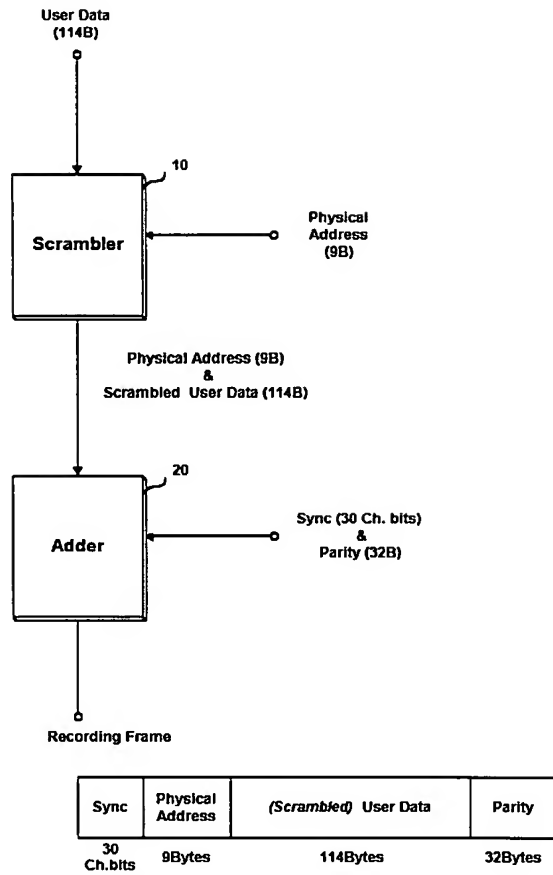 User Data
(114B)
10
Scrambler
Physical
Address
(9B)
Physical Address (9B)
&
Scrambled User Data (114B)
20
Adder
Sync (30 Ch. bits)
&
Parity (32B)
Recording Frame
Sync
Physical
Address
(Scrambled) User Data
Parity
30
Ch.bits
9Bytes
114Bytes
32Bytes